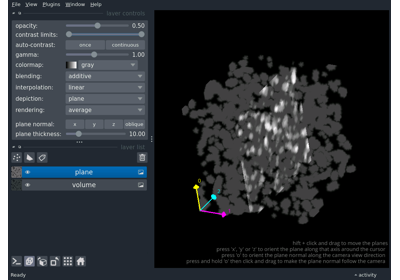 File View Plugins Window Help
layer controls
opacity: 0.50
contrast limits:
auto-contrast: once continuous
gamma: 1.00
colormap: gray
blending: additive
interpolation: linear
depiction: plane
rendering: average
plane normal: x y z oblique
plane thickness: 10.00
layer list
plane
volume
0
2
shift + click and drag to move the planes
press 'x', 'y' or 'z' to orient the plane along that axis around the cursor
press 'o' to orient the plane normal along the camera view direction
press and hold 'o' then click and drag to make the plane normal follow the camera
Ready
activity